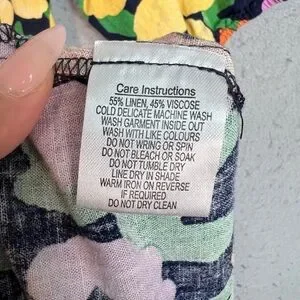 Care Instructions
55% LINEN, 45% VISCOSE
COLD DELICATE MACHINE WASH
WASH GARMENT INSIDE OUT
WASH WITH LIKE COLOURS
DO NOT WRING OR SPIN
DO NOT BLEACH OR SOAK
DO NOT TUMBLE DRY
LINE DRY IN SHADE
WARM IRON ON REVERSE
IF REQUIRED
DO NOT DRY CLEAN